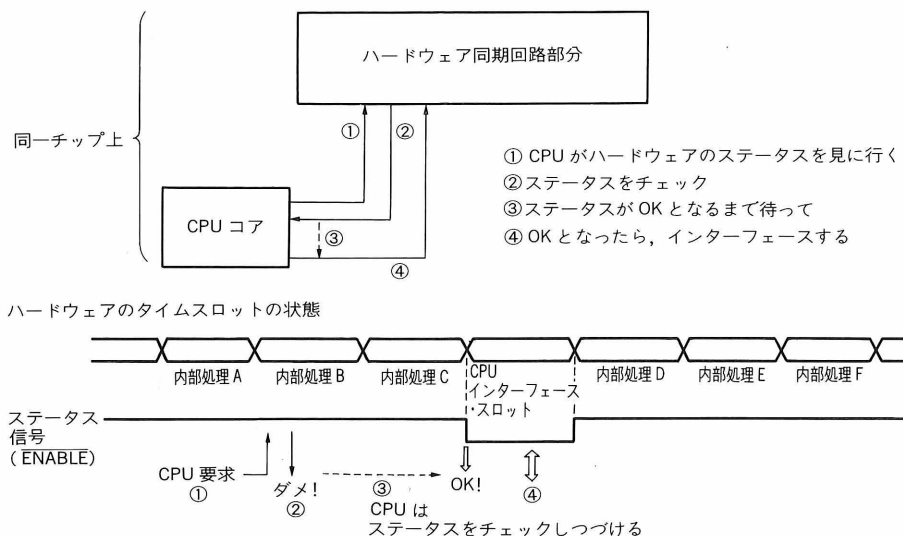 ハードウェア同期回路部分
同一チップ上
①
②
① CPU がハードウェアのステータスを見に行く
②ステータスをチェック
③ステータスが OK となるまで待って
④ OK となったら，インターフェースする
CPU コア
③
④
ハードウェアのタイムスロットの状態
内部処理 A
内部処理 B
内部処理 C
CPU
インターフェース
・スロット
内部処理 D
内部処理 E
内部処理 F
ステータス
信号
(ENABLE)
CPU 要求
①
ダメ!
②
③
CPU は
ステータスをチェックしつづける
OK!
④